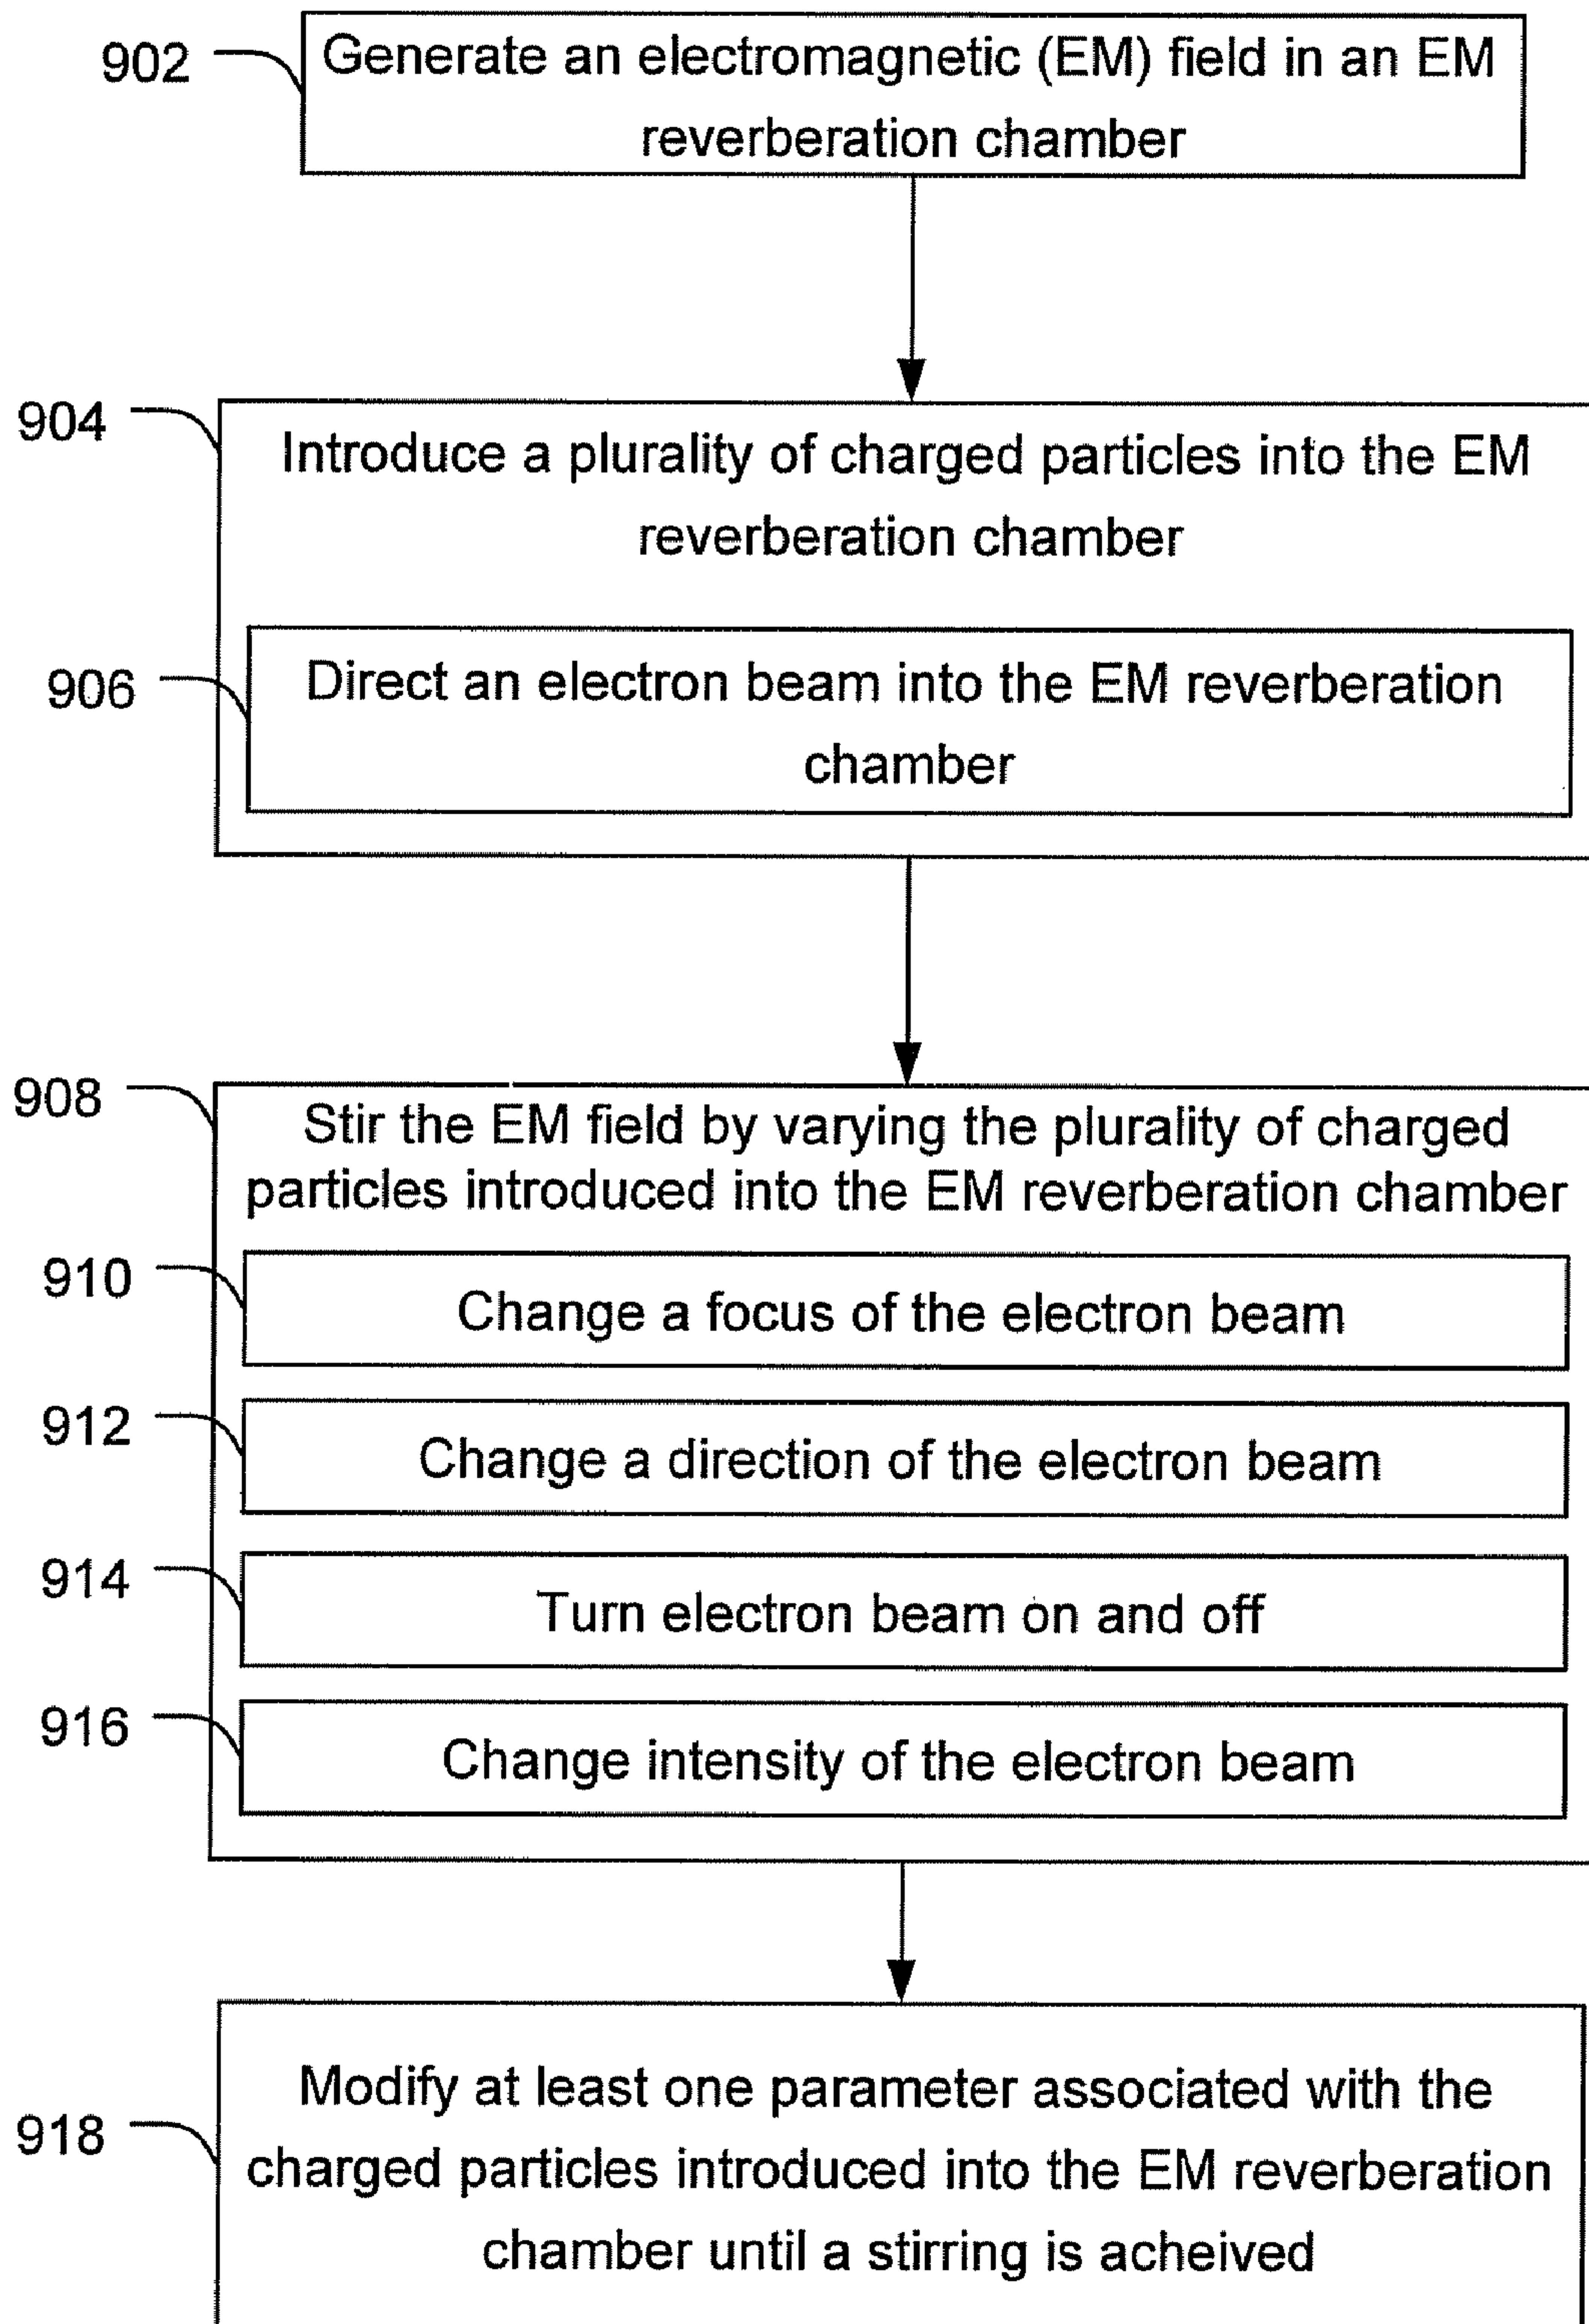 902
Generate an electromagnetic (EM) field in an EM
reverberation chamber
904
Introduce a plurality of charged particles into the EM
reverberation chamber
906
Direct an electron beam into the EM reverberation
chamber
908
Stir the EM field by varying the plurality of charged
particles introduced into the EM reverberation chamber
910
Change a focus of the electron beam
912
Change a direction of the electron beam
914
Turn electron beam on and off
916
Change intensity of the electron beam
918
Modify at least one parameter associated with the
charged particles introduced into the EM reverberation
chamber until a stirring is acheived